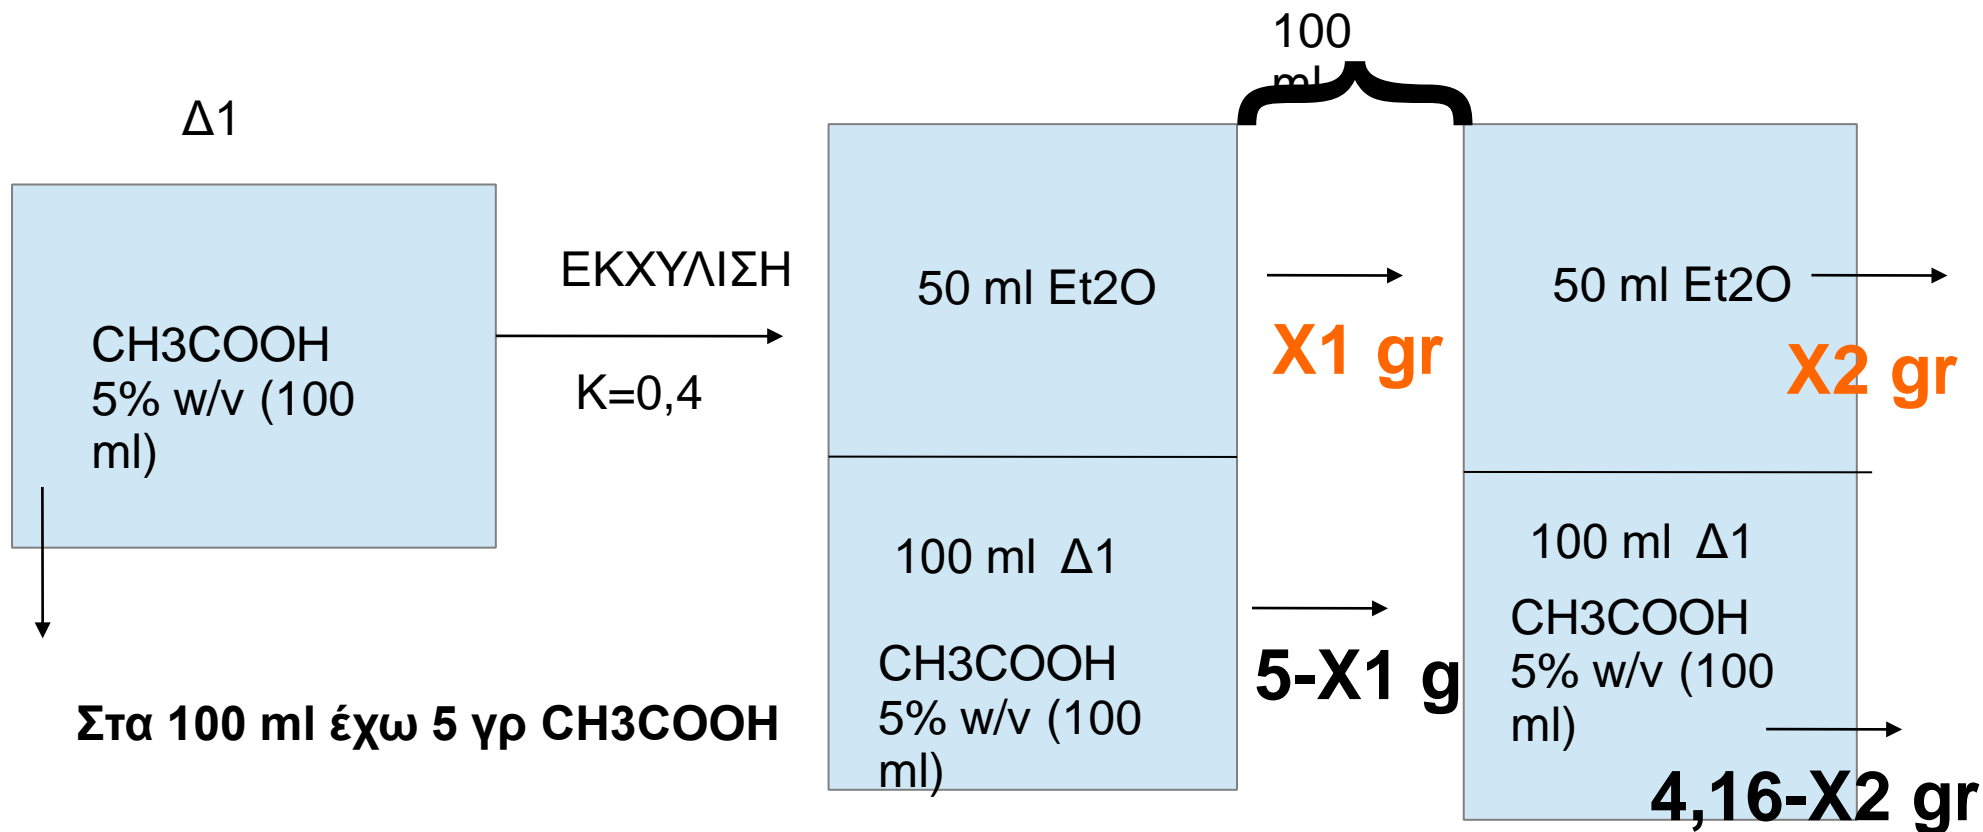 100
ml
Δ1
CH3COOH
5% w/v (100
ml)
ΕΚΧΥΛΙΣΗ
K=0,4
Στα 100 ml έχω 5 γρ CH3COOH
50 ml Et2O
X1 gr
100 ml Δ1
CH3COOH
5% w/v (100
ml)
5-X1 g
50 ml Et2O
X2 gr
100 ml Δ1
CH3COOH
5% w/v (100
ml)
4,16-X2 gr